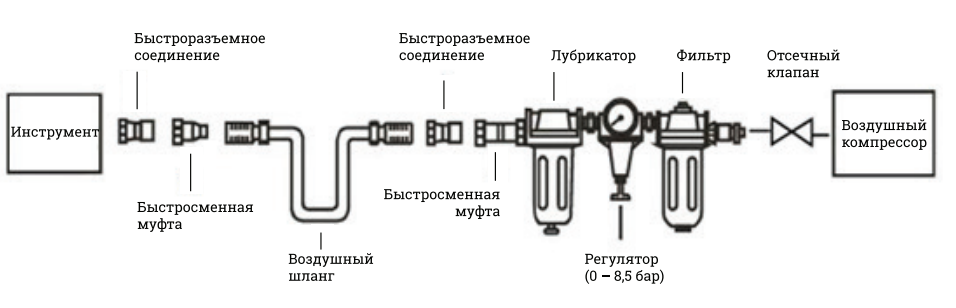 Быстроразъемное
соединение
Быстроразъемное
соединение
Лубрикатор
Фильтр
Отсечный
клапан
Инструмент
Воздушный
компрессор
Быстросменная
муфта
Быстросменная
муфта
Воздушный
шланг
Регулятор
(0 – 8,5 бар)